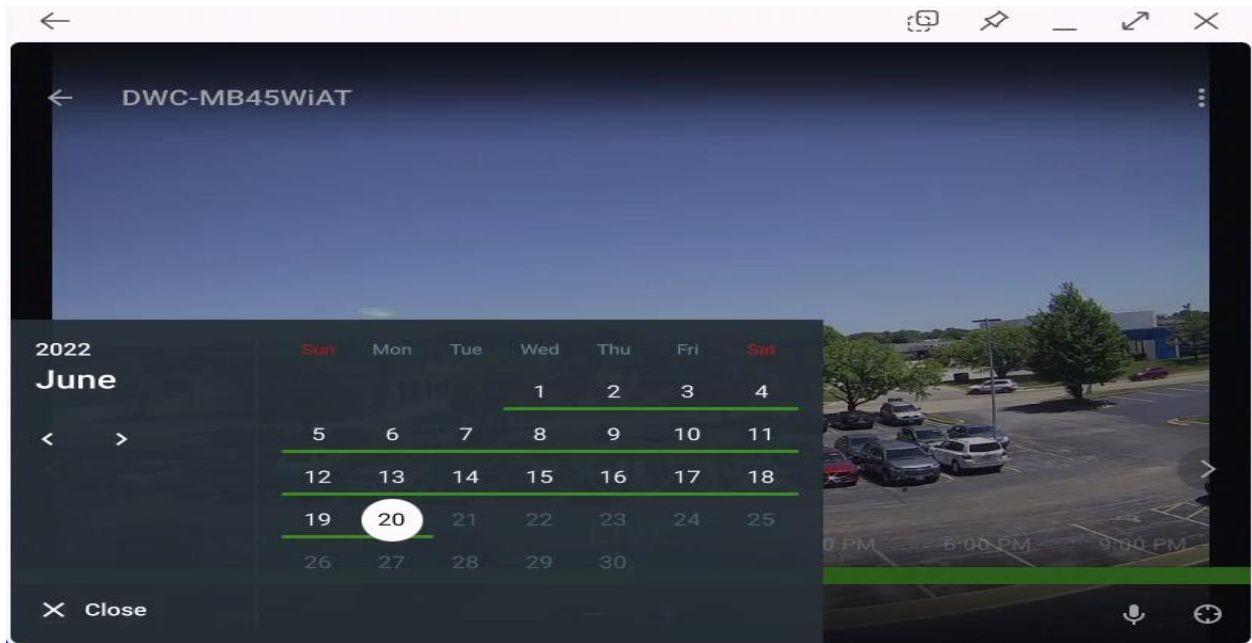 DWC-MB45WiAT
2022
June
Sun Mon Tue Wed Thu Fri Sat
1 2 3 4
5 6 7 8 9 10 11
12 13 14 15 16 17 18
19 20 21 22 23 24 25
26 27 28 29 30
PM 6:00 PM 9:00 PM
Close